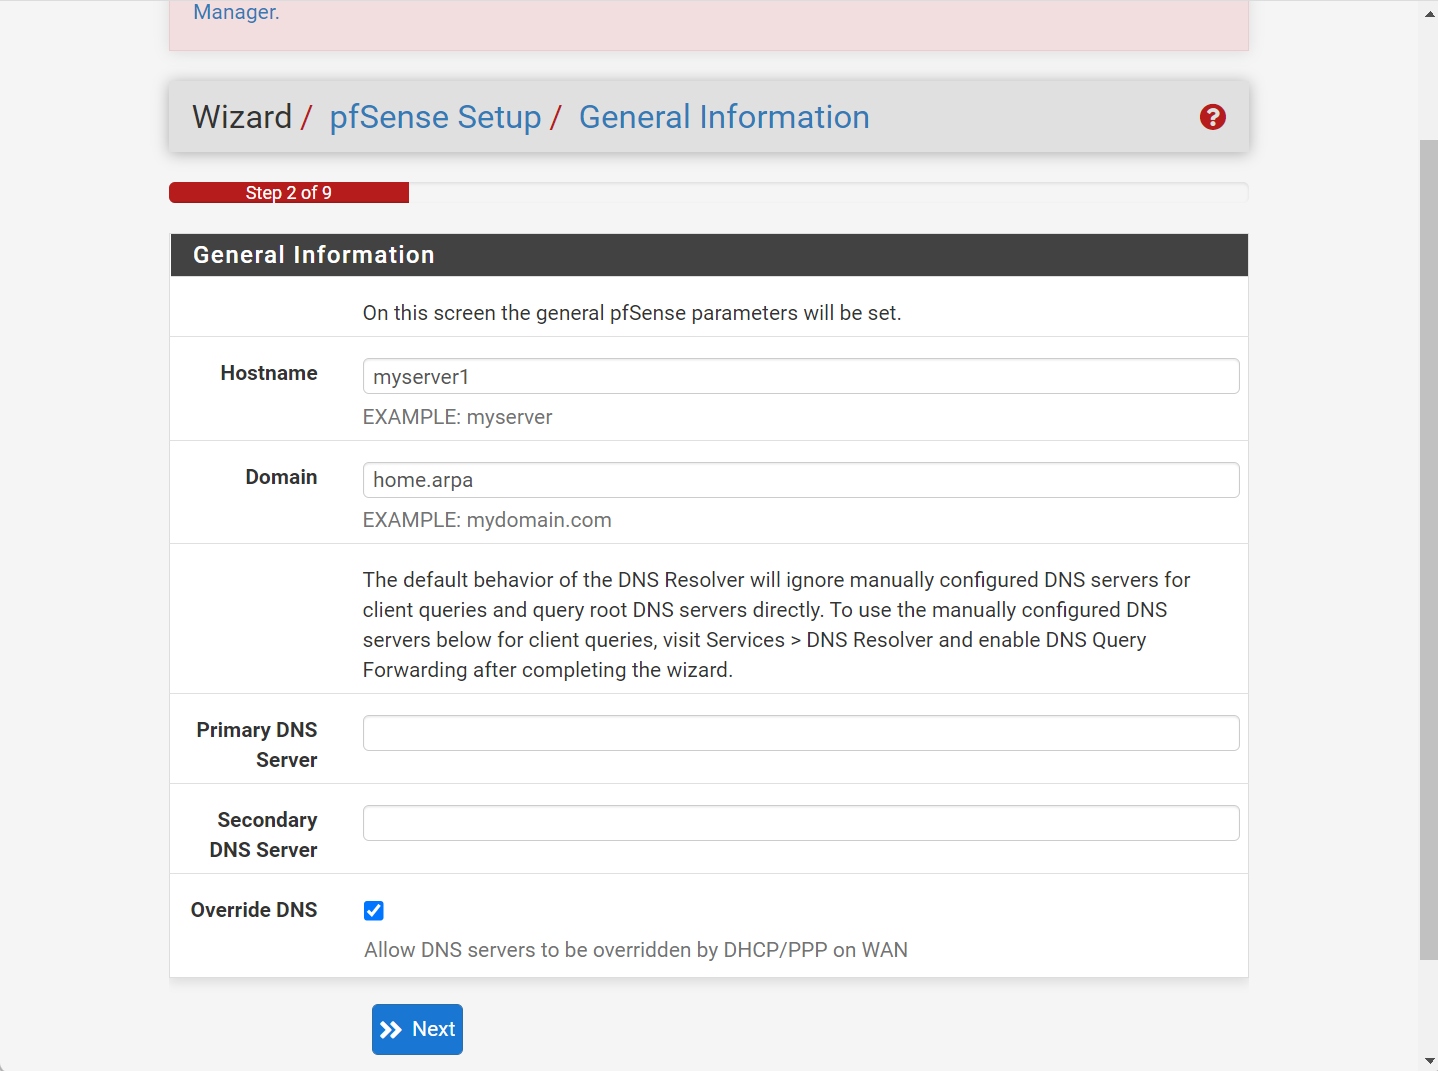 Manager.
Wizard / pfSense Setup / General Information
Step 2 of 9
General Information
On this screen the general pfSense parameters will be set.
Hostname
myserver1
EXAMPLE: myserver
Domain
home.arpa
EXAMPLE: mydomain.com
The default behavior of the DNS Resolver will ignore manually configured DNS servers for
client queries and query root DNS servers directly. To use the manually configured DNS
servers below for client queries, visit Services > DNS Resolver and enable DNS Query
Forwarding after completing the wizard.
Primary DNS
Server
Secondary
DNS Server
Override DNS
Allow DNS servers to be overridden by DHCP/PPP on WAN
Next